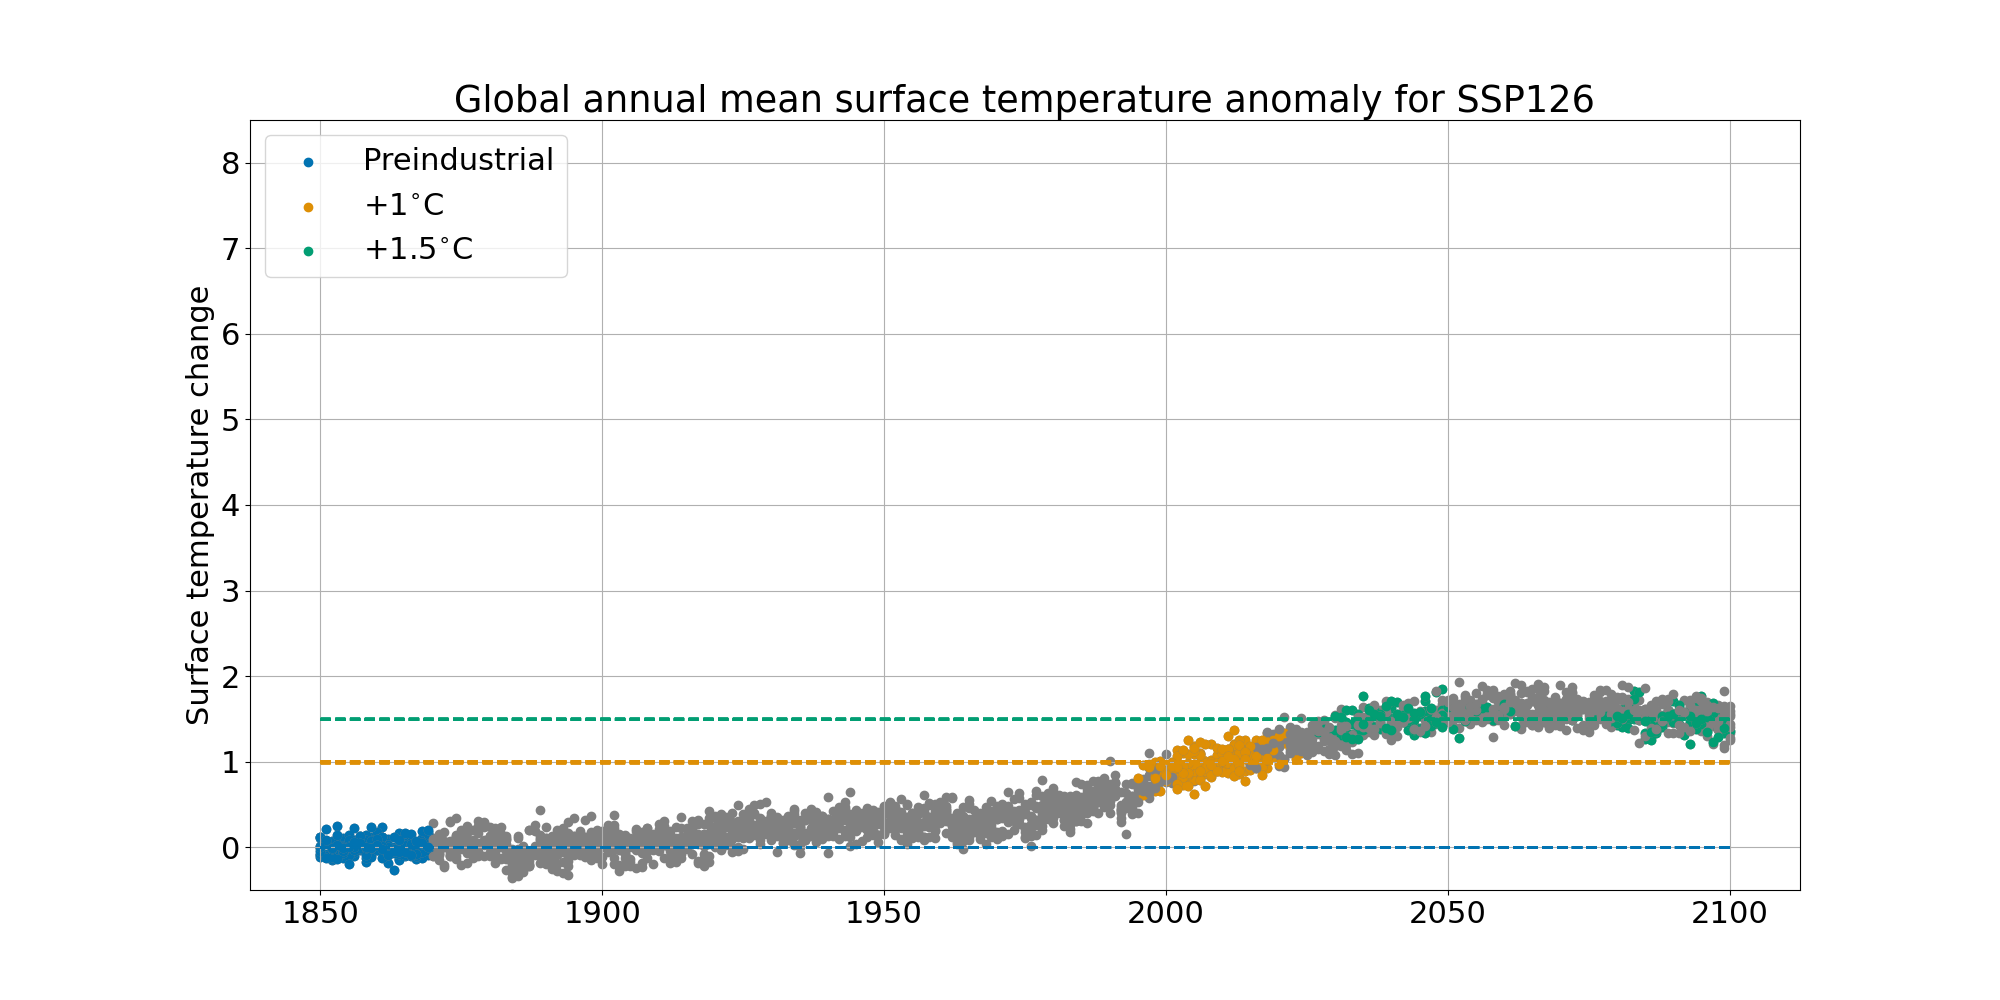 Global annual mean surface temperature anomaly for SSP126
Preindustrial
+1°C
+1.5°C
Surface temperature change
8
7
6
5
4
3
2
1
0
1850 1900 1950 2000 2050 2100